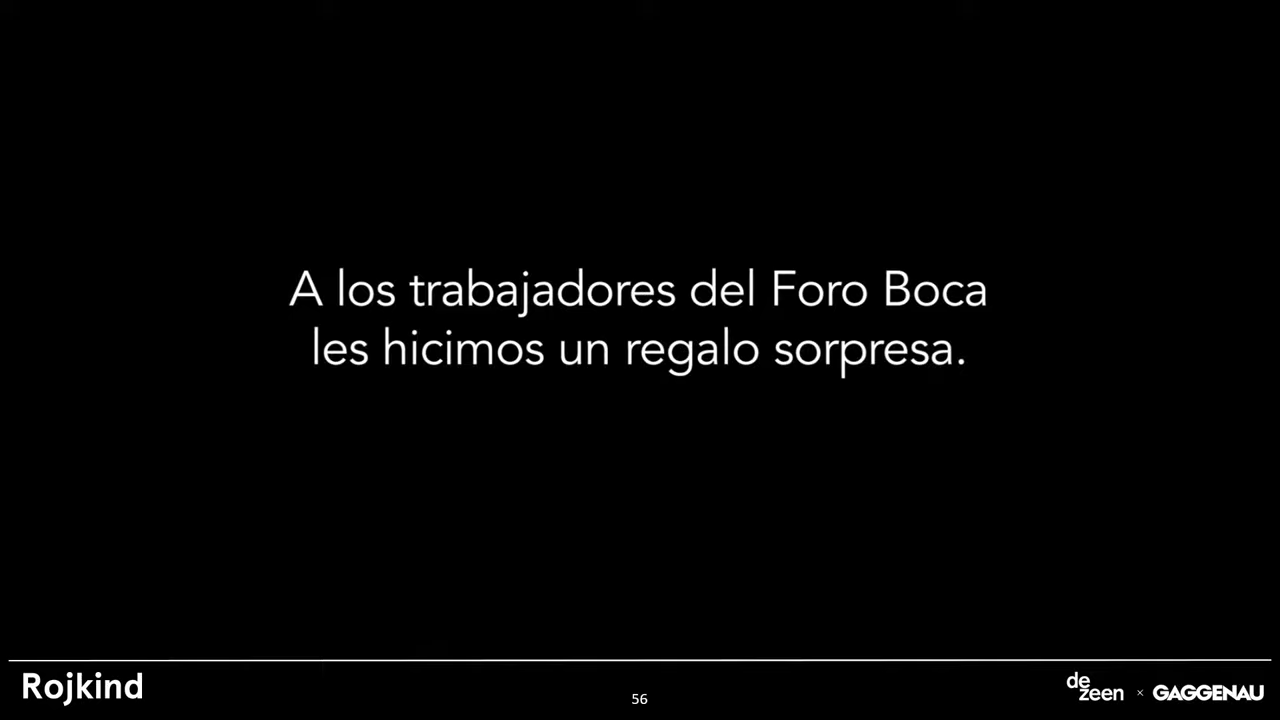 A los trabajadores del Foro Boca
les hicimos un regalo sorpresa.
Rojkind
56
de
zeen × GAGGENAU